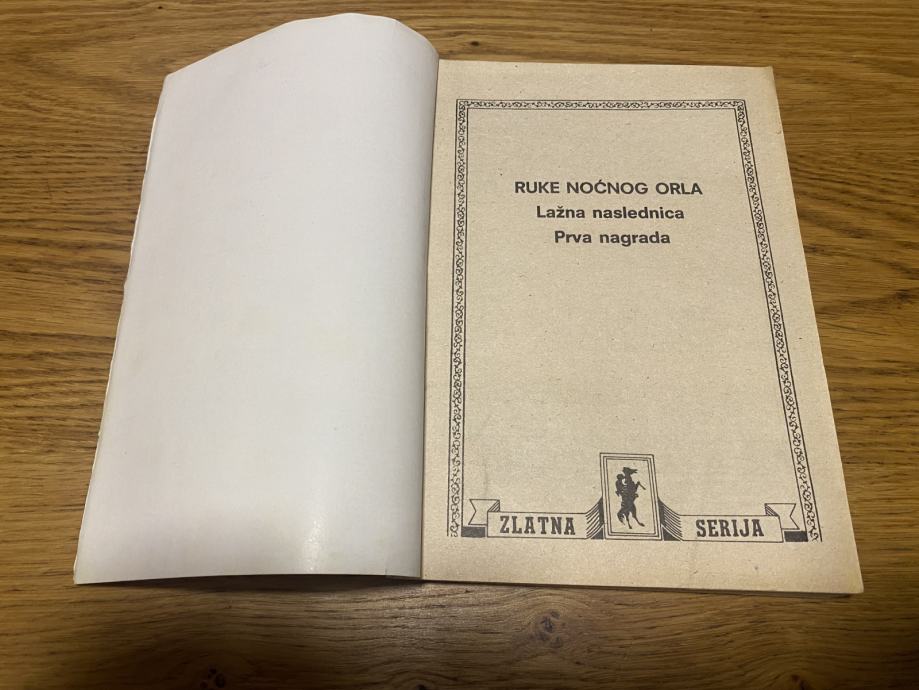 RUKE NOĆNOG ORLA
Lažna naslednica
Prva nagrada
ZLATNA SERIJA